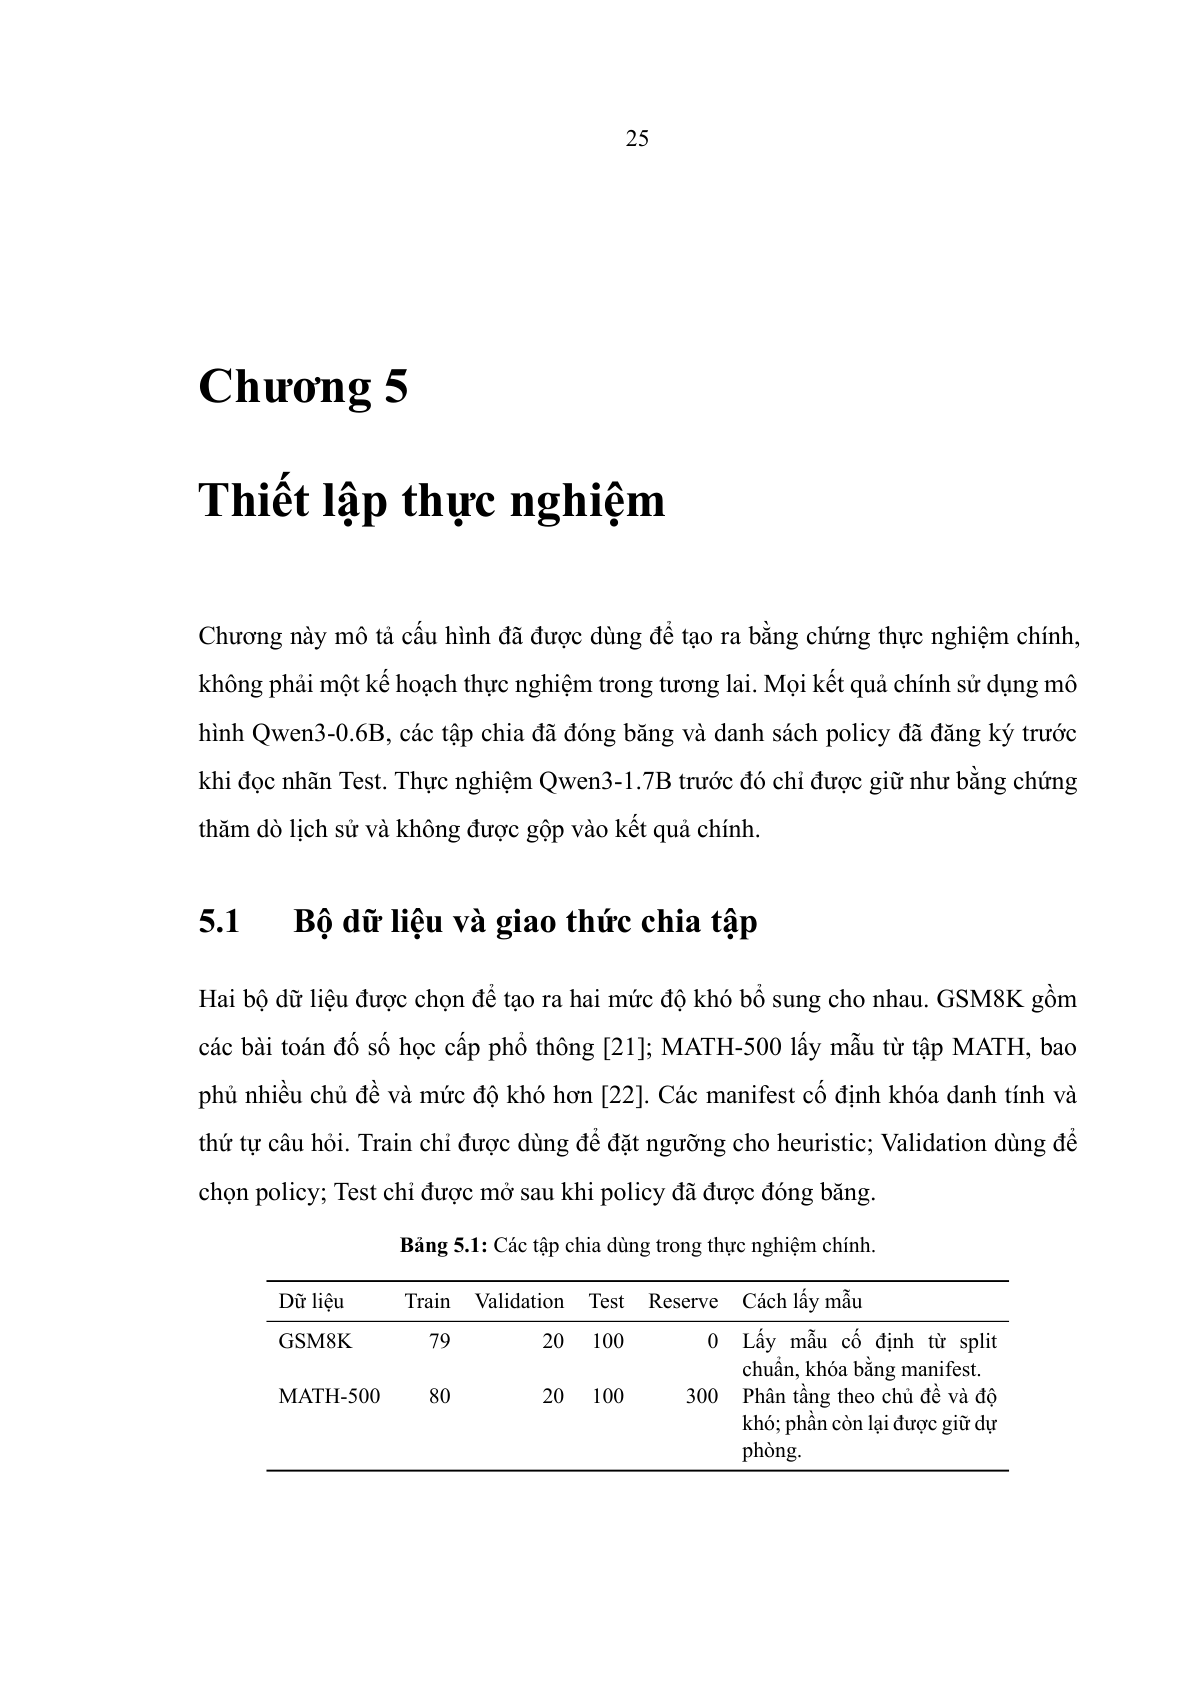 25
Chương 5
Thiết lập thực nghiệm
Chương này mô tả cấu hình đã được dùng để tạo ra bằng chứng thực nghiệm chính,
không phải một kế hoạch thực nghiệm trong tương lai. Mọi kết quả chính sử dụng mô
hình Qwen3-0.6B, các tập chia đã đóng băng và danh sách policy đã đăng ký trước
khi đọc nhãn Test. Thực nghiệm Qwen3-1.7B trước đó chỉ được giữ như bằng chứng
thăm dò lịch sử và không được gộp vào kết quả chính.
5.1 Bộ dữ liệu và giao thức chia tập
Hai bộ dữ liệu được chọn để tạo ra hai mức độ khó bổ sung cho nhau. GSM8K gồm
các bài toán đố số học cấp phổ thông [21]; MATH-500 lấy mẫu từ tập MATH, bao
phủ nhiều chủ đề và mức độ khó hơn [22]. Các manifest cố định khóa danh tính và
thứ tự câu hỏi. Train chỉ được dùng để đặt ngưỡng cho heuristic; Validation dùng để
chọn policy; Test chỉ được mở sau khi policy đã được đóng băng.
Bảng 5.1: Các tập chia dùng trong thực nghiệm chính.
Dữ liệu Train Validation Test Reserve Cách lấy mẫu
GSM8K 79 20 100 0 Lấy mẫu cố định từ split
chuẩn, khóa bằng manifest.
MATH-500 80 20 100 300 Phân tầng theo chủ đề và độ
khó; phần còn lại được giữ dự
phòng.